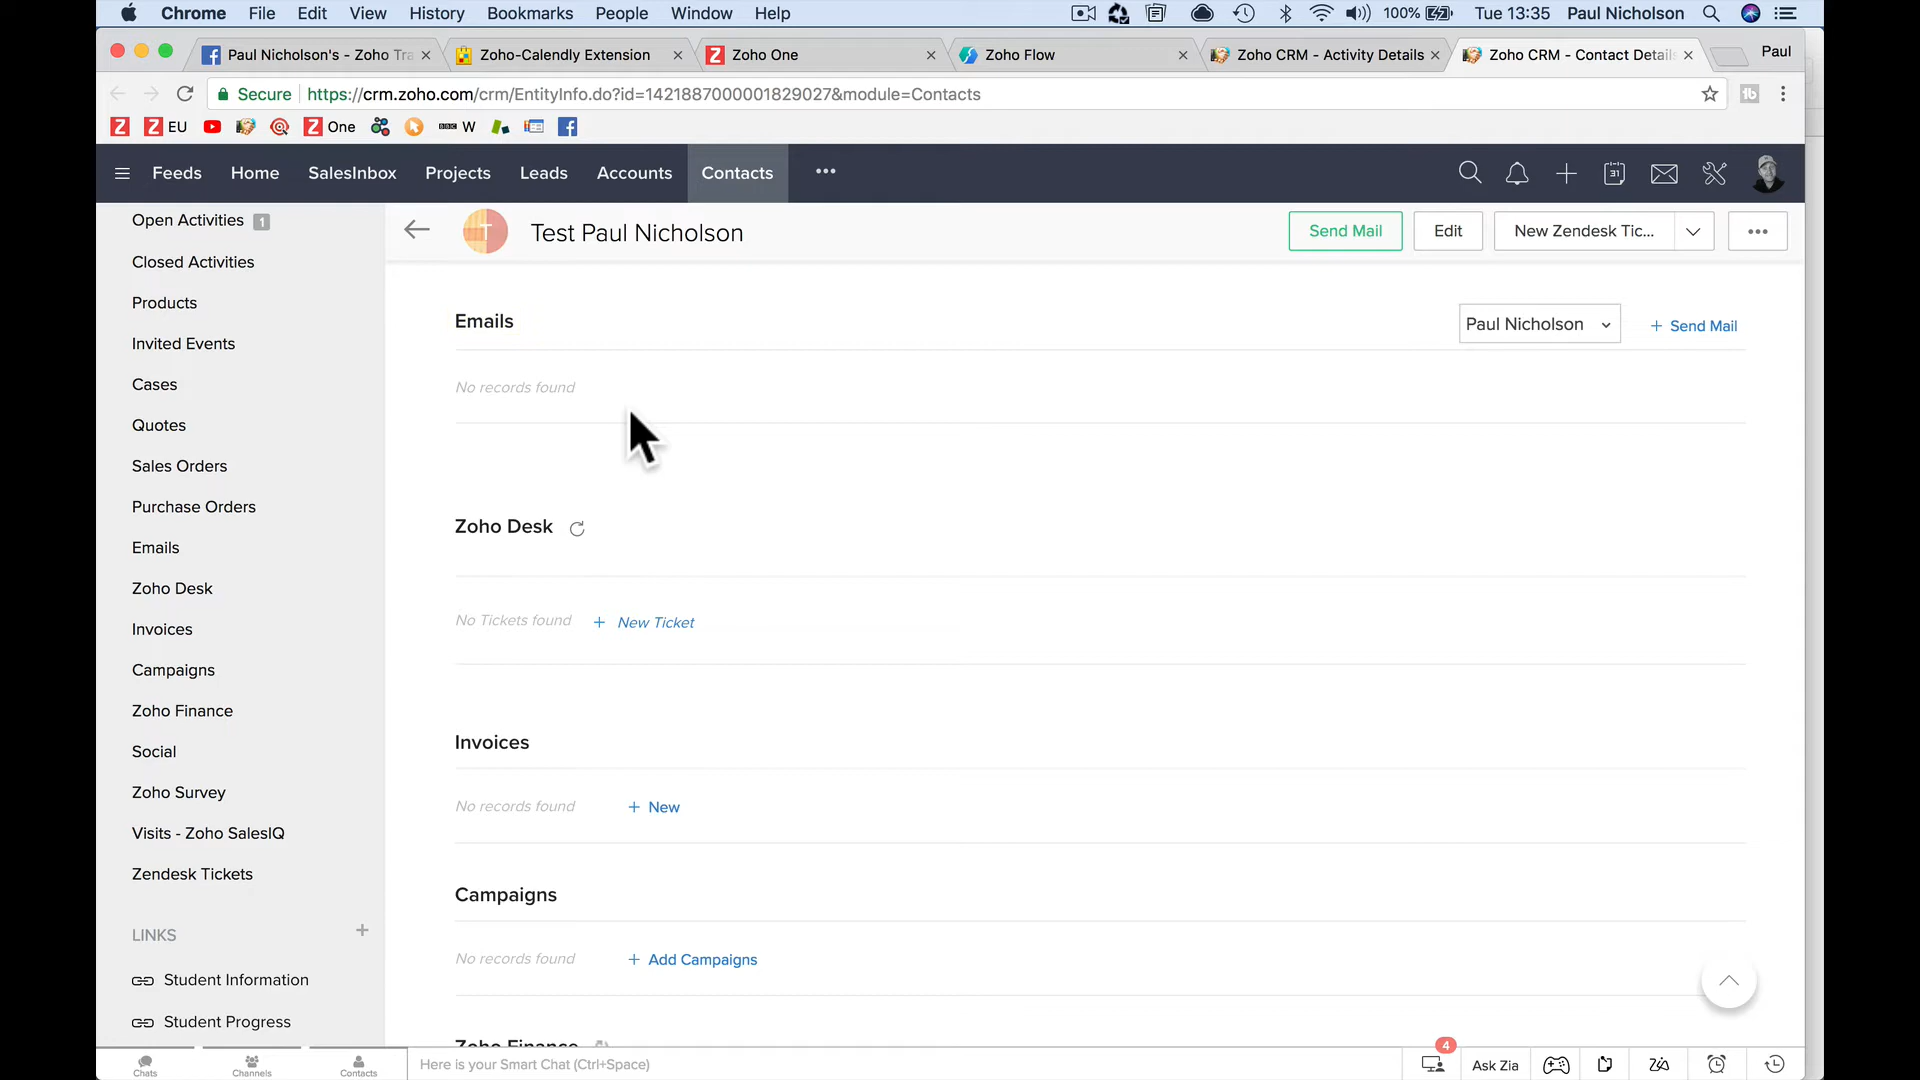 Chrome File Edit View History Bookmarks People Window Help 100% Tue 13:35 Paul Nicholson
Paul Nicholson's - Zoho Tra Zoho-Calendly Extension Zoho One Zoho Flow Zoho CRM - Activity Details Zoho CRM - Contact Details Paul
Secure https://crm.zoho.com/crm/EntityInfo.do?id=1421887000001829027&module=Contacts
EU One BBC W
Feeds Home SalesInbox Projects Leads Accounts Contacts ••• 31
Open Activities 1
Closed Activities
Products
Invited Events
Cases
Quotes
Sales Orders
Purchase Orders
Emails
Zoho Desk
Invoices
Campaigns
Zoho Finance
Social
Zoho Survey
Visits - Zoho SalesIQ
Zendesk Tickets
LINKS +
Student Information
Student Progress
T Test Paul Nicholson Send Mail Edit New Zendesk Tic... •••
Emails Paul Nicholson + Send Mail
No records found
Zoho Desk
No Tickets found + New Ticket
Invoices
No records found + New
Campaigns
No records found + Add Campaigns
Zoho Finance
Chats Channels Contacts Here is your Smart Chat (Ctrl+Space) 4 Ask Zia